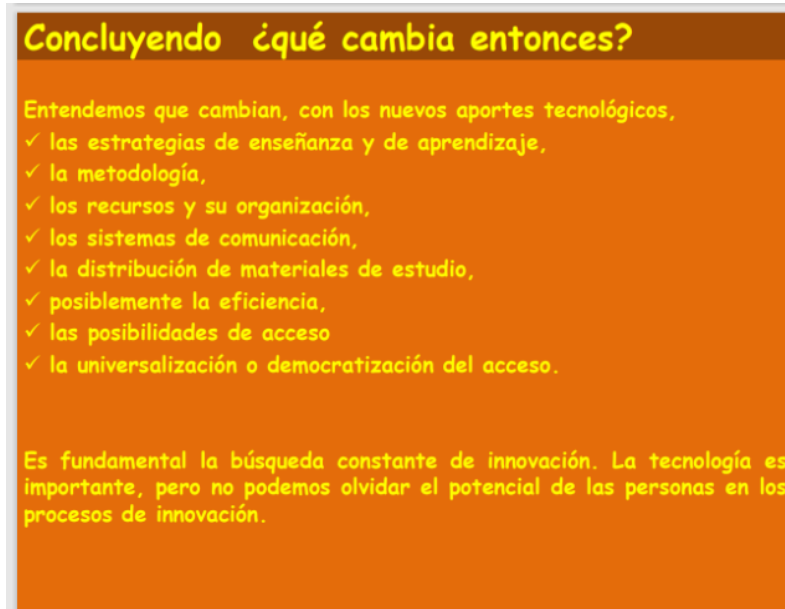 Concluyendo ¿qué cambia entonces?
Entendemos que cambian, con los nuevos aportes tecnológicos,
✓ las estrategias de enseñanza y de aprendizaje,
✓ la metodología,
✓ los recursos y su organización,
✓ los sistemas de comunicación,
✓ la distribución de materiales de estudio,
✓ posiblemente la eficiencia,
✓ las posibilidades de acceso
✓ la universalización o democratización del acceso.
Es fundamental la búsqueda constante de innovación. La tecnología es
importante, pero no podemos olvidar el potencial de las personas en los
procesos de innovación.